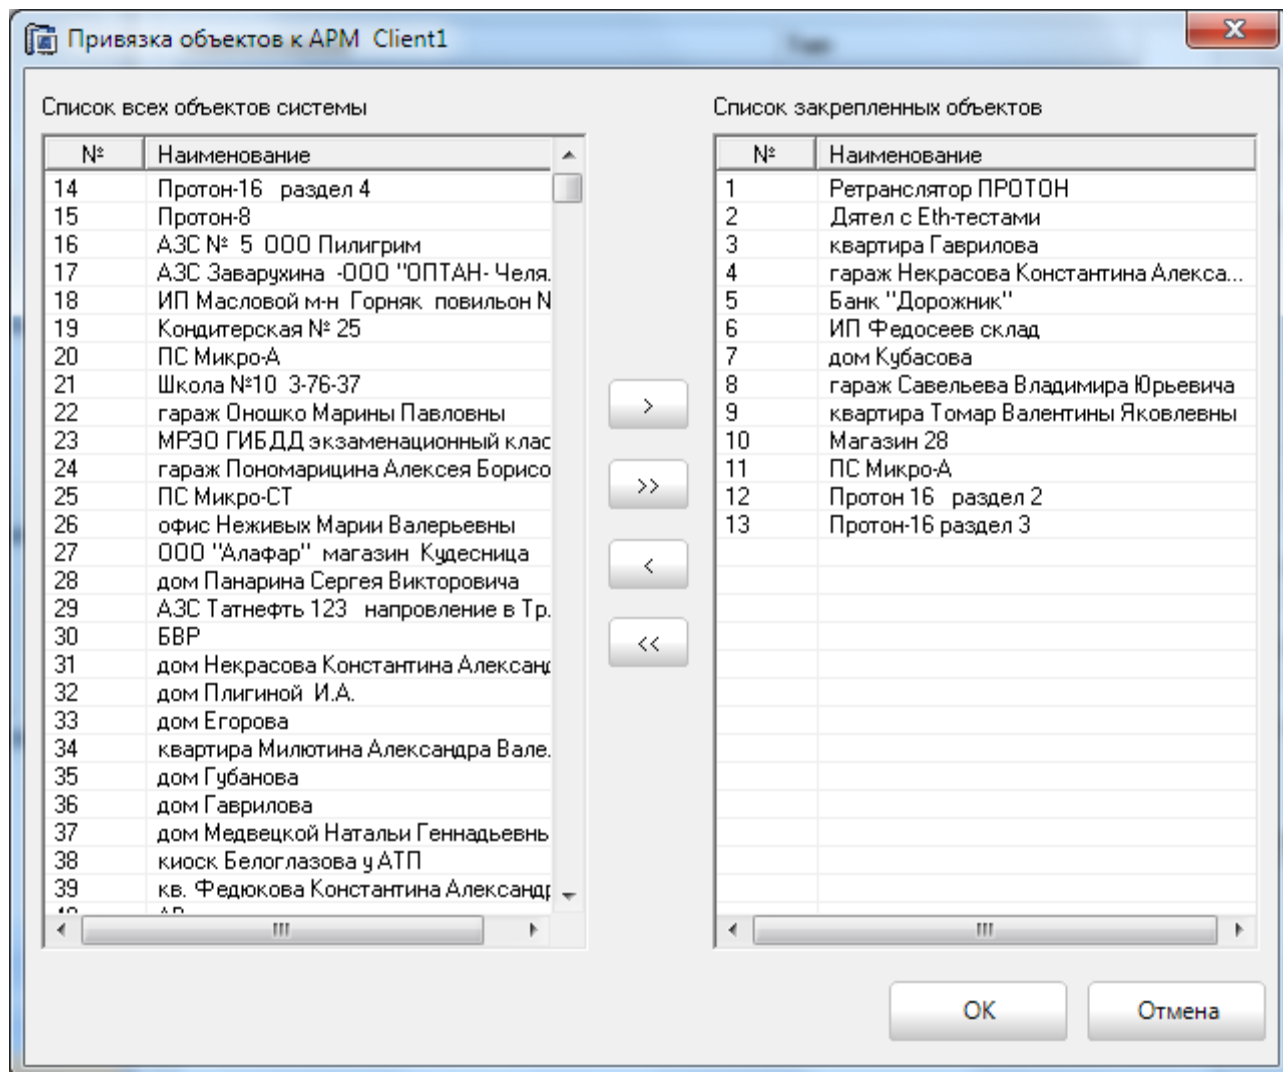 Привязка объектов к АРМ Client1
Список всех объектов системы
№ Наименование
14 Протон-16 раздел 4
15 Протон-8
16 АЗС № 5 ООО Пилигрим
17 АЗС Заварухина -ООО "ОПТАН- Челя.
18 ИП Масловой м-н Горняк повильон N
19 Кондитерская № 25
20 ПС Микро-А
21 Школа №10 3-76-37
22 гараж Оношко Марины Павловны
23 МРЭО ГИБДД экзаменационный клас
24 гараж Пономарицина Алексея Борисо
25 ПС Микро-СТ
26 офис Неживых Марии Валерьевны
27 ООО "Алафар" магазин Кудесница
28 дом Панарина Сергея Викторовича
29 АЗС Татнефть 123 напровление в Тр.
30 БВР
31 дом Некрасова Константина Александ
32 дом Плигиной И.А.
33 дом Егорова
34 квартира Милютина Александра Вале.
35 дом Губанова
36 дом Гаврилова
37 дом Медвецкой Натальи Геннадьевнь
38 киоск Белоглазова у АТП
39 кв. Федюкова Константина Александр
>
>>
<
<<
Список закрепленных объектов
№ Наименование
1 Ретранслятор ПРОТОН
2 Дятел с Eth-тестами
3 квартира Гаврилова
4 гараж Некрасова Константина Алекса...
5 Банк "Дорожник"
6 ИП Федосеев склад
7 дом Кубасова
8 гараж Савельева Владимира Юрьевича
9 квартира Томар Валентины Яковлевны
10 Магазин 28
11 ПС Микро-А
12 Протон 16 раздел 2
13 Протон-16 раздел 3
OK
Отмена